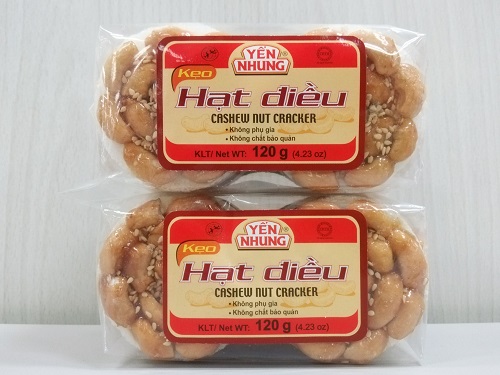 YẾN
NHUNG
Kẹo
Hạt điều
CASHEW NUT CRACKER
• Không phụ gia
• Không chất bảo quản
KLT/ Net WT: 120 g (4.23 oz)
YẾN
NHUNG
Kẹo
Hạt điều
CASHEW NUT CRACKER
• Không phụ gia
• Không chất bảo quản
KLT/ Net WT: 120 g (4.23 oz)